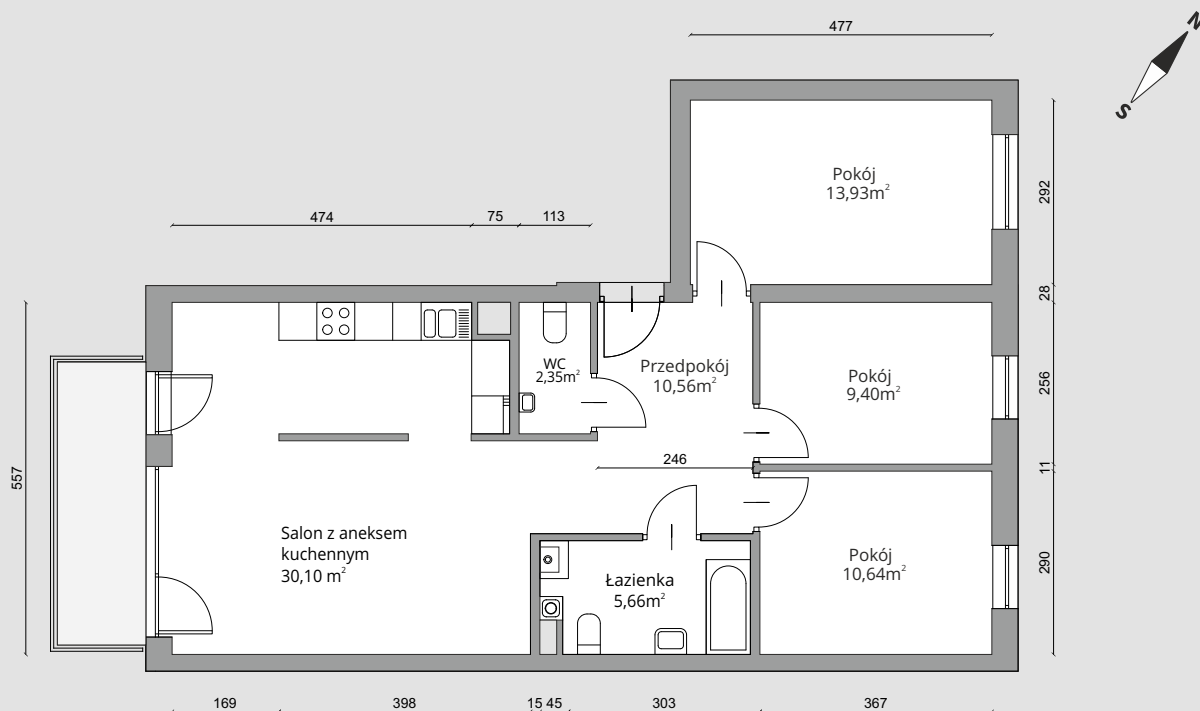 477
N
S
Pokój
13,93m²
292
474
75
113
28
WC
2,35m²
Przedpokój
10,56m²
Pokój
9,40m²
256
246
11
557
Salon z aneksem
kuchennym
30,10 m²
Łazienka
5,66m²
Pokój
10,64m²
290
169
398
15
45
303
367